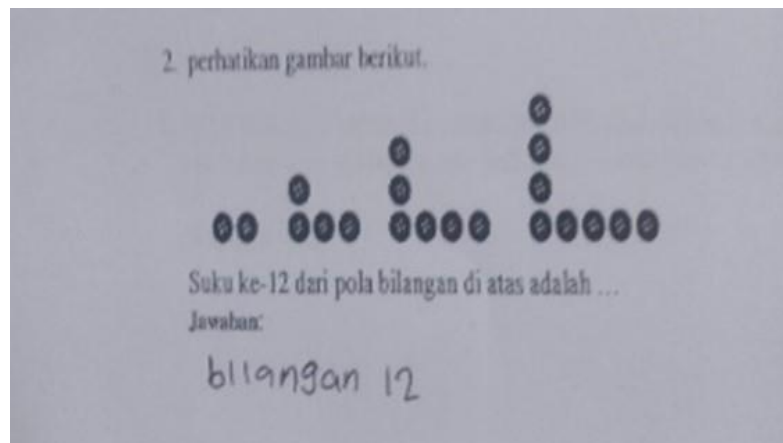 2. perhatikan gambar berikut.
Suku ke-12 dari pola bilangan di atas adalah ...
Jawaban:
bilangan 12